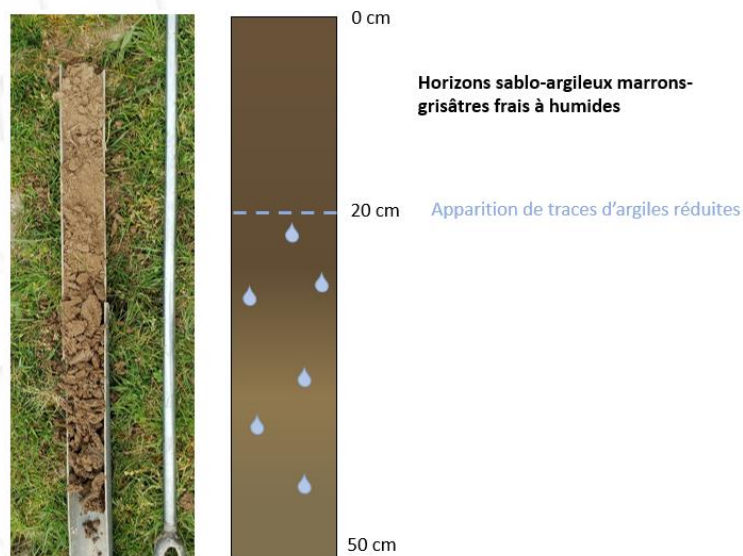 0 cm
Horizons sablo-argileux marrons-
grisâtres frais à humides
20 cm
Apparition de traces d'argiles réduites
50 cm